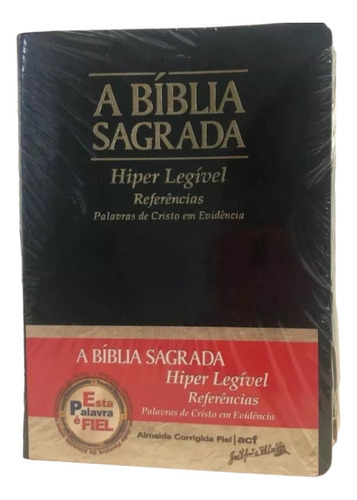 A BÍBLIA
SAGRADA
Hiper Legível
Referências
Palavras de Cristo em Evidência
A BÍBLIA SAGRADA
Hiper Legível
Referências
Palavras de Cristo em Evidência
Esta
Palavra
é FIEL
Almeida Corrigida Fiel | acf